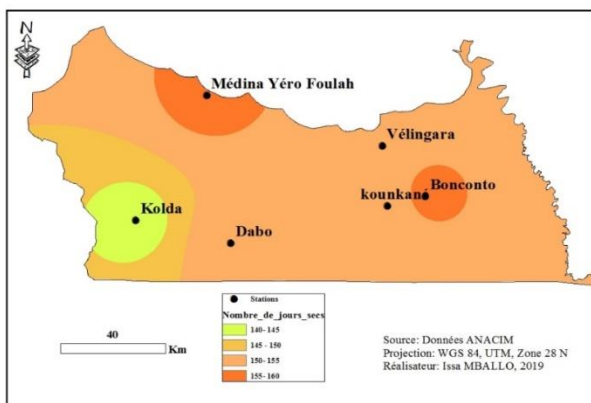 N
Médina Yéro Foulah
Vélingara
kounkané
Bonconto
Kolda
Dabo
Stations
Nombre_de_jours_secs
140-145
145 - 150
150- 155
155- 160
40
Km
Source: Données ANACIM
Projection: WGS 84, UTM, Zone 28 N
Réalisateur: Issa MBALLO, 2019